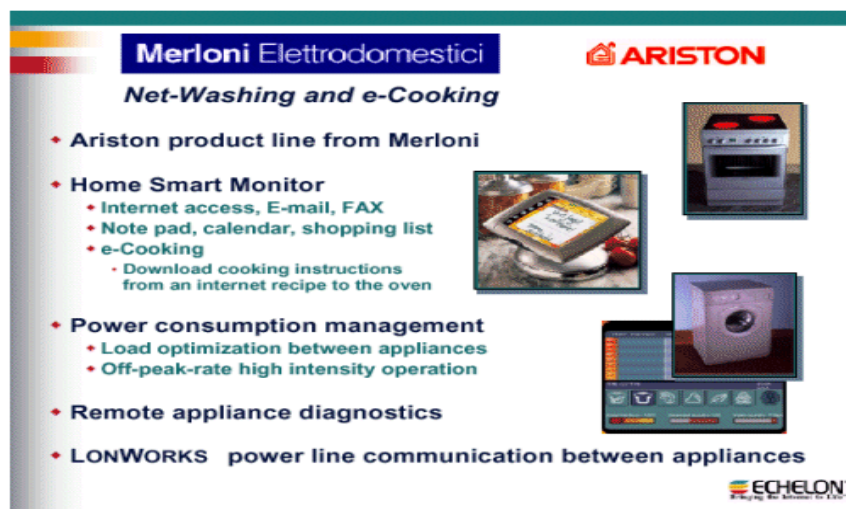 Merloni Elettrodomestici
ARISTON
Net-Washing and e-Cooking
Ariston product line from Merloni
Home Smart Monitor
Internet access, E-mail, FAX
Note pad, calendar, shopping list
e-Cooking
Download cooking instructions
from an internet recipe to the oven
Power consumption management
Load optimization between appliances
Off-peak-rate high intensity operation
Remote appliance diagnostics
LONWORKS power line communication between appliances
ECHELON